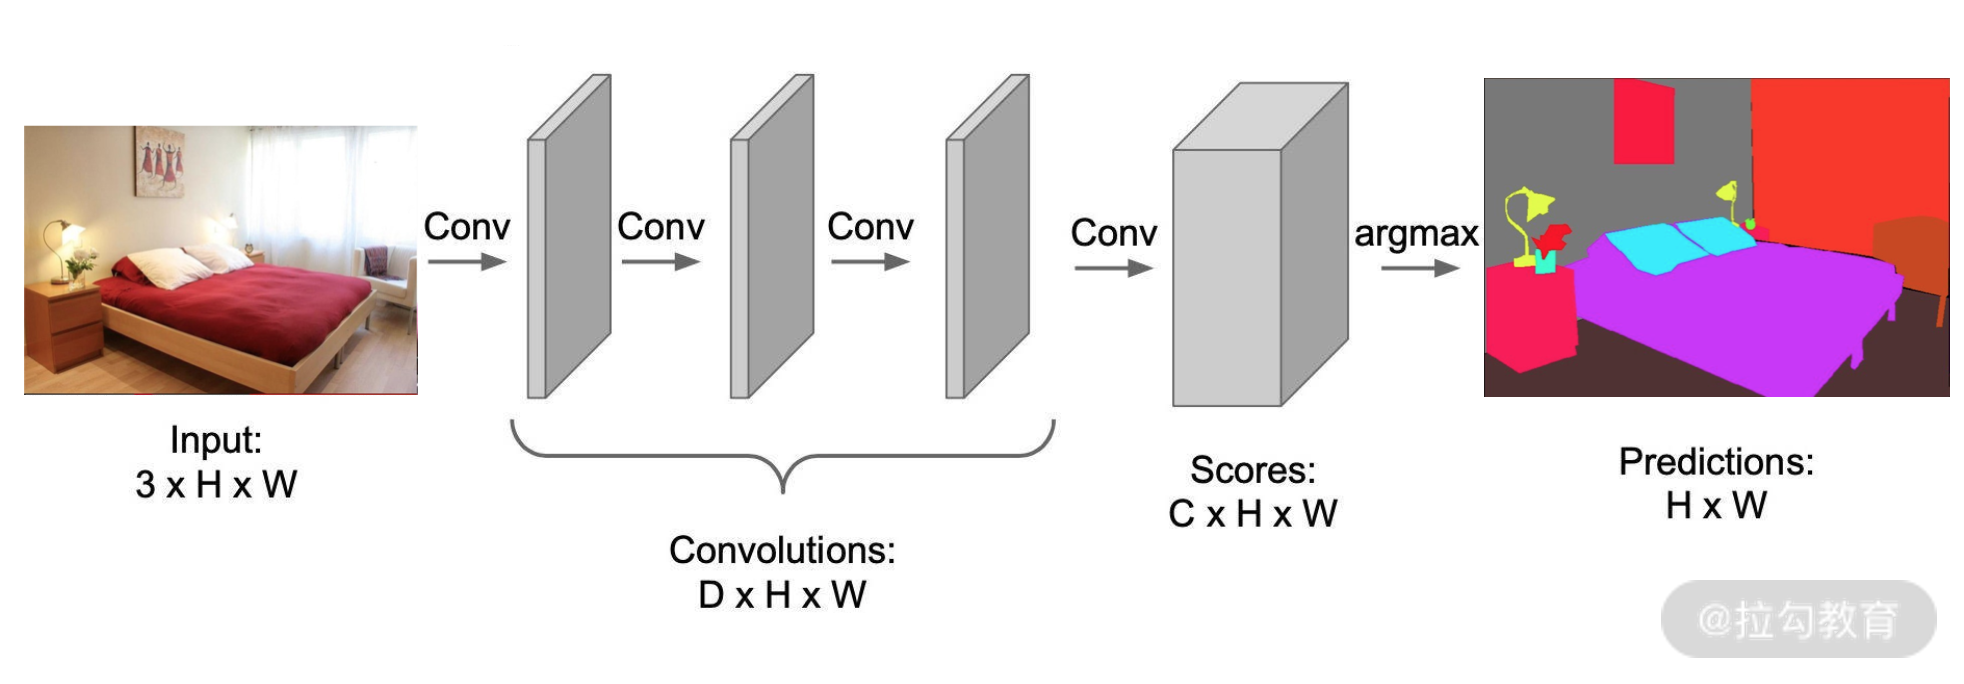 Conv
Conv
Conv
Conv
argmax
Input:
3 x H x W
Convolutions:
D x H x W
Scores:
C x H x W
Predictions:
H x W
@拉勾教育